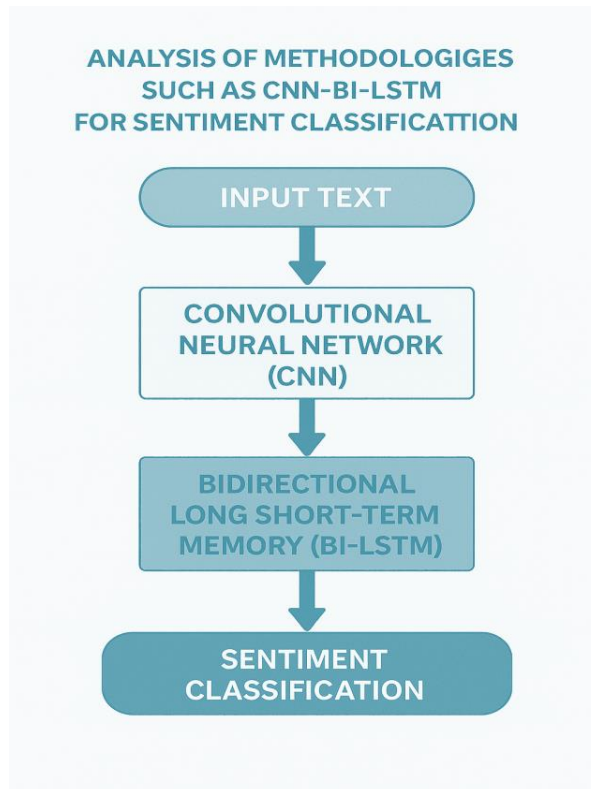 ANALYSIS OF METHODOLOGIGES
SUCH AS CNN-BI-LSTM
FOR SENTIMENT CLASSIFICATTION
INPUT TEXT
CONVOLUTIONAL
NEURAL NETWORK
(CNN)
BIDIRECTIONAL
LONG SHORT-TERM
MEMORY (BI-LSTM)
SENTIMENT
CLASSIFICATION